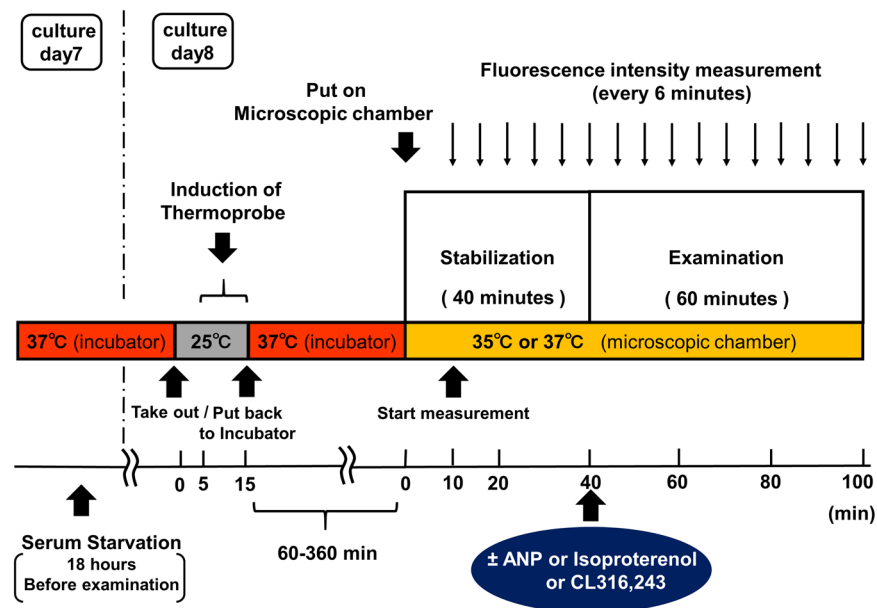 culture
day7
culture
day8
Fluorescence intensity measurement
(every 6 minutes)
Put on
Microscopic chamber
Induction of
Thermoprobe
Stabilization
( 40 minutes )
Examination
( 60 minutes )
37℃ (incubator)
25℃
37℃ (incubator)
35℃ or 37℃ (microscopic chamber)
Take out / Put back
to Incubator
Start measurement
0 5 15 0 10 20 40 60 80 100
(min)
Serum Starvation
18 hours
Before examination
60-360 min
± ANP or Isoproterenol
or CL316,243